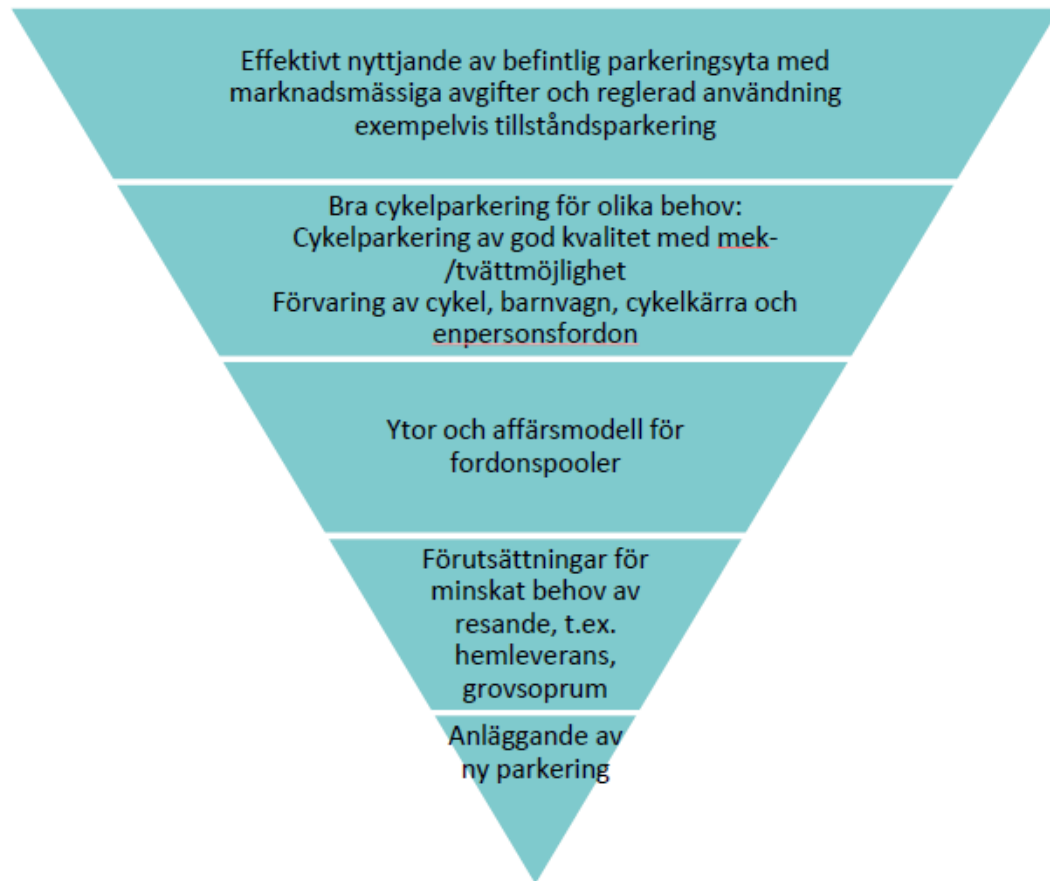 Effektivt nyttjande av befintlig parkeringsyta med
marknadsmässiga avgifter och reglerad användning
exempelvis tillståndsparkering
Bra cykelparkering för olika behov:
Cykelparkering av god kvalitet med mek-
/tvättmöjlighet
Förvaring av cykel, barnvagn, cykelkärra och
enpersonsfordon
Ytor och affärsmodell för
fordonspooler
Förutsättningar för
minskat behov av
resande, t.ex.
hemleverans,
grovsoprum
Anläggande av
ny parkering